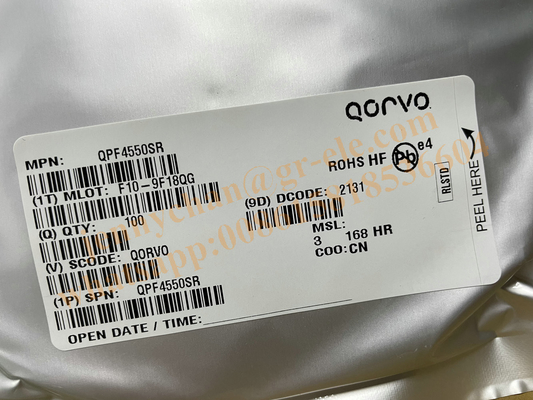 QORVO
MPN: QPF4550SR
ROHS HF Pb e4
(1T) MLOT: F10-9F18QG
(9D) DCODE: 2131
RLSTD
PEEL HERE
(Q) QTY: 100
MSL:
3 168 HR
(V) SCODE: QORVO
COO:CN
(1P) SPN: QPF4550SR
OPEN DATE / TIME: